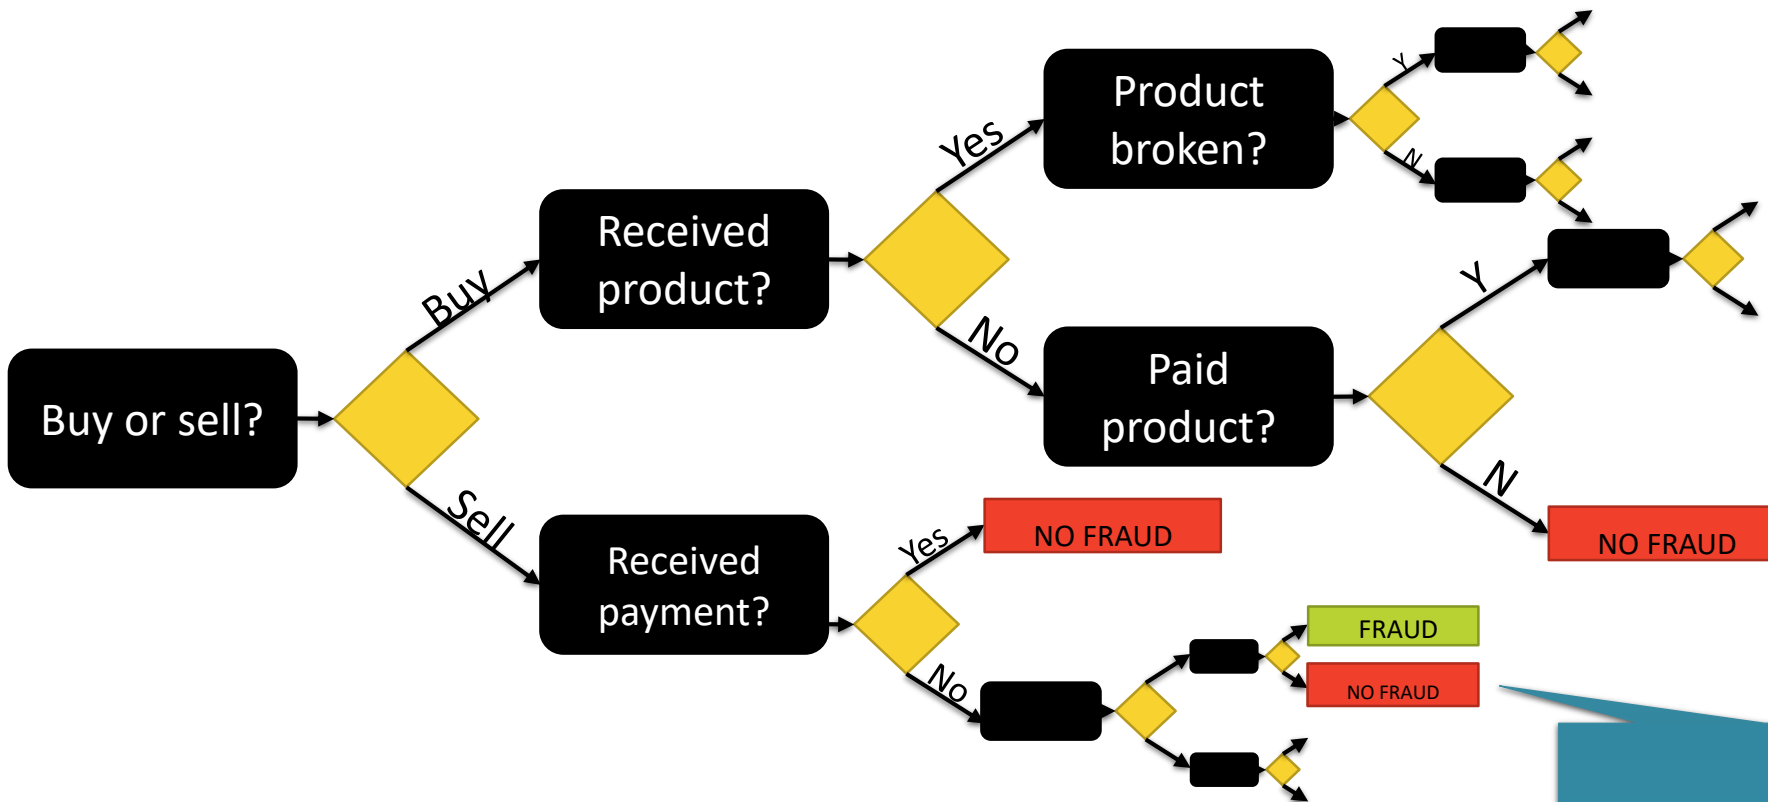 Buy or sell?
Buy
Sell
Received
product?
Yes
No
Product
broken?
Y
N
Paid
product?
Y
N
NO FRAUD
Received
payment?
Yes
No
NO FRAUD
FRAUD
NO FRAUD